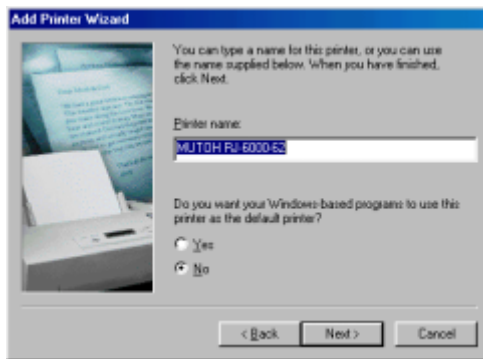 Add Printer Wizard
You can type a name for this printer, or you can use
the name supplied below. When you have finished,
click Next.
Printer name:
MUTOH RJ-6000-62
Do you want your Windows-based programs to use this
printer as the default printer?
Yes
No
< Back
Next >
Cancel